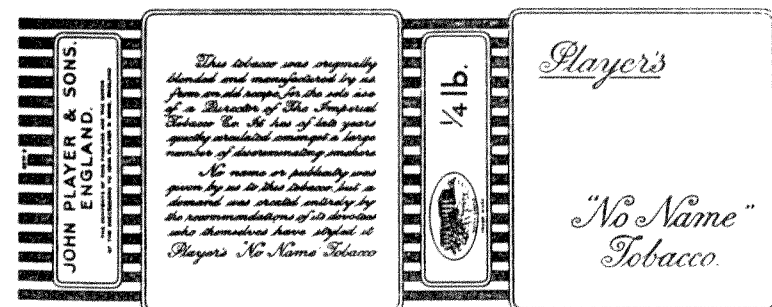 JOHN PLAYER & SONS.
ENGLAND.
This tobacco was originally
blended and manufactured by us
from an old recipe, for the sole use
of a Director of The Imperial
Tobacco Co. It has of late years
quietly circulated amongst a large
number of discriminating smokers.
No name or publicity was
given by us to this tobacco, but a
demand was created entirely by
the recommendations of its devotees
who themselves have styled it
Player's "No Name" Tobacco
1/4 lb.
Player's
"No Name"
Tobacco.